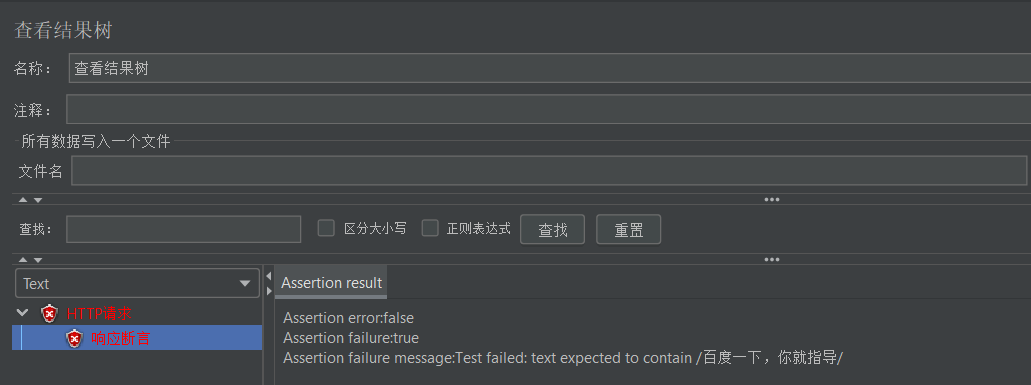 查看结果树
名称： 查看结果树
注释：
所有数据写入一个文件
文件名
查找: 区分大小写 正则表达式 查找 重置
Text
Assertion result
HTTP请求
响应断言
Assertion error:false
Assertion failure:true
Assertion failure message:Test failed: text expected to contain /百度一下，你就指导/